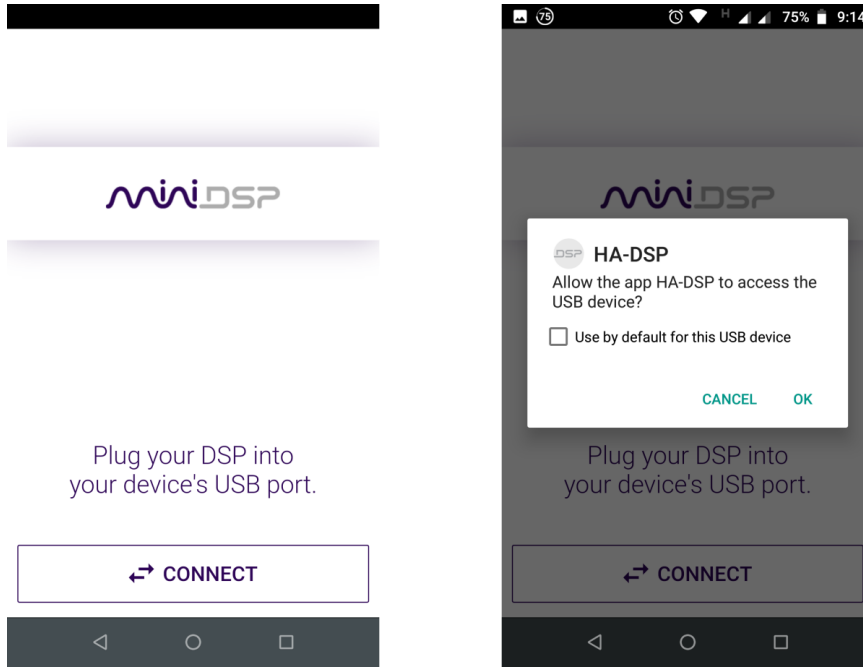 miniDSP
Plug your DSP into
your device's USB port.
CONNECT
75
H
75%
9:14
miniDSP
DSP
HA-DSP
Allow the app HA-DSP to access the
USB device?
Use by default for this USB device
CANCEL
OK
Plug your DSP into
your device's USB port.
CONNECT